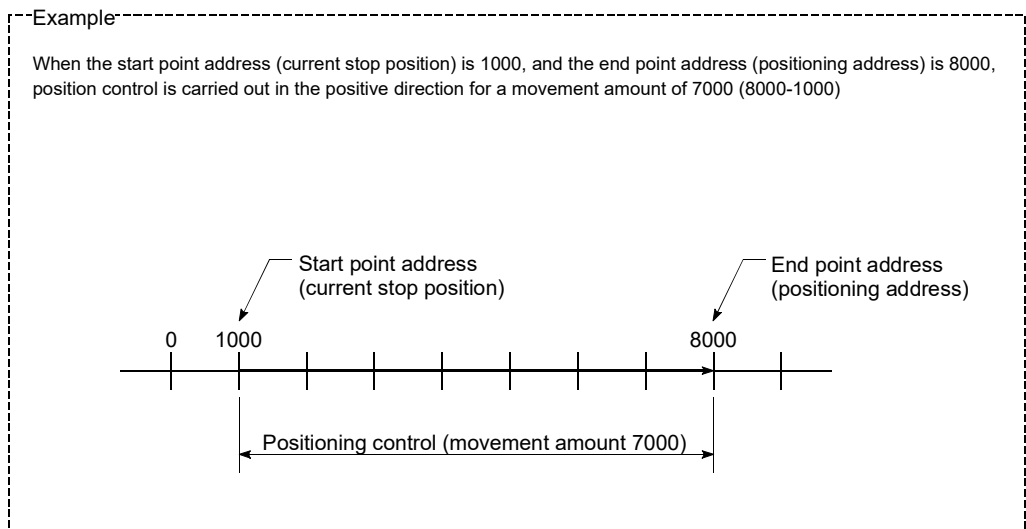 Example
When the start point address (current stop position) is 1000, and the end point address (positioning address) is 8000,
position control is carried out in the positive direction for a movement amount of 7000 (8000-1000)
Start point address
(current stop position)
End point address
(positioning address)
0 1000 8000
Positioning control (movement amount 7000)